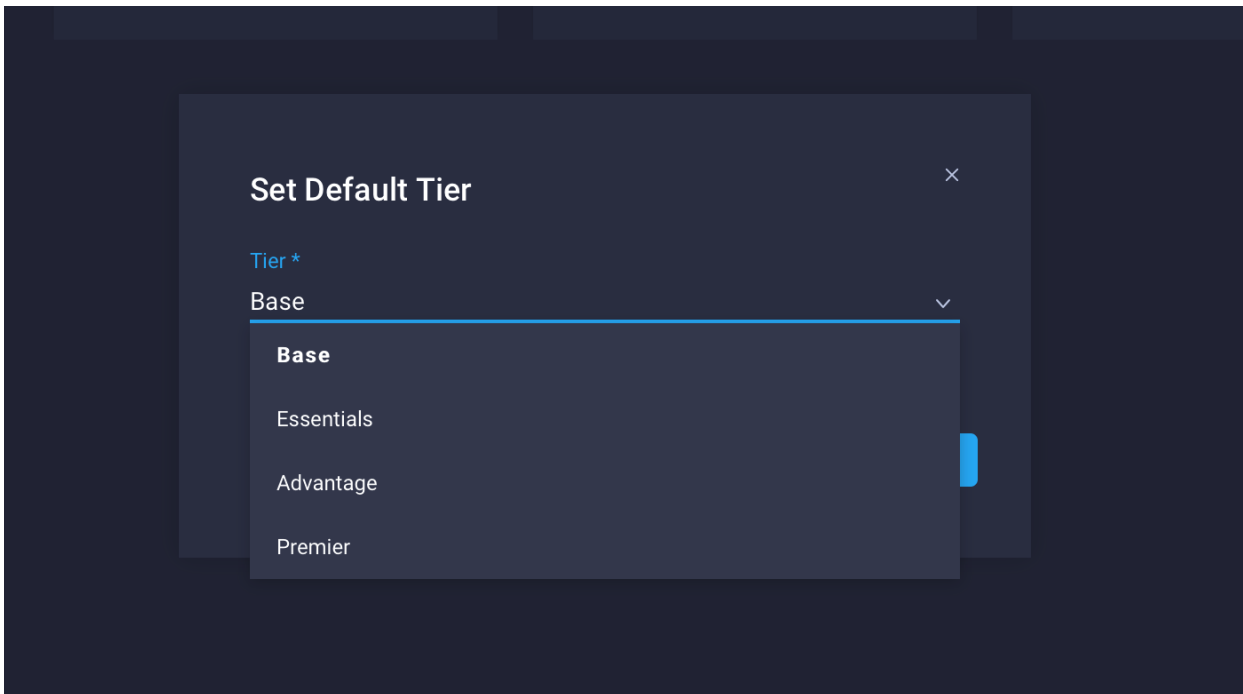 Set Default Tier
Tier *
Base
Base
Essentials
Advantage
Premier